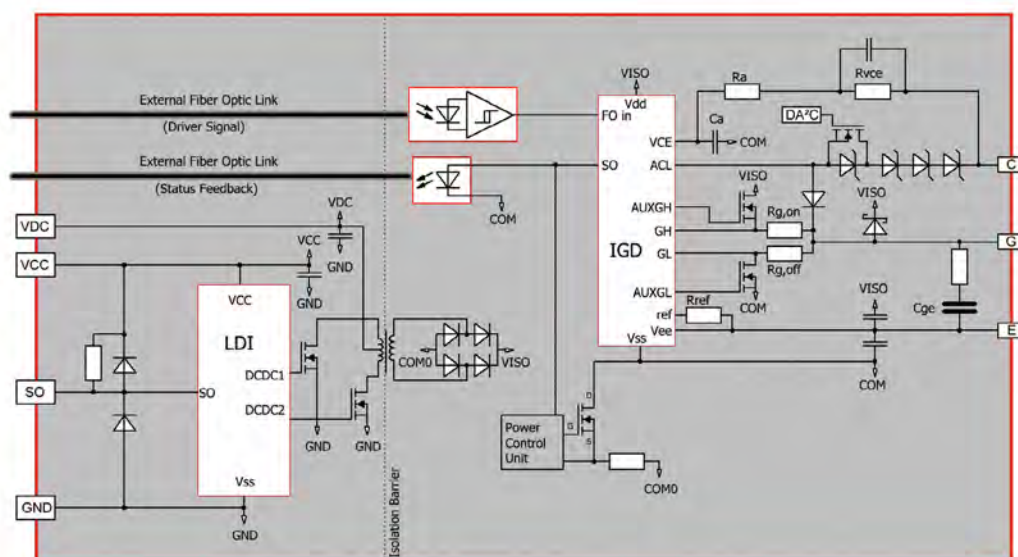 External Fiber Optic Link
(Driver Signal)
External Fiber Optic Link
(Status Feedback)
VISO
Vdd
FO in
VCE
SO
ACL
AUXGH
GH
IGD
GL
AUXGL
ref
Vee
Vss
Ra
Rvce
Ca
COM
DA²C
VISO
Rg,on
Rg,off
COM
Rref
VISO
VISO
Cge
COM
C
G
E
COM
VDC
VCC
SO
GND
VDC
GND
VCC
GND
VCC
LDI
SO
DCDC1
DCDC2
Vss
GND
GND
GND
COM0
VISO
Isolation Barrier
Power
Control
Unit
D
G
S
COM0